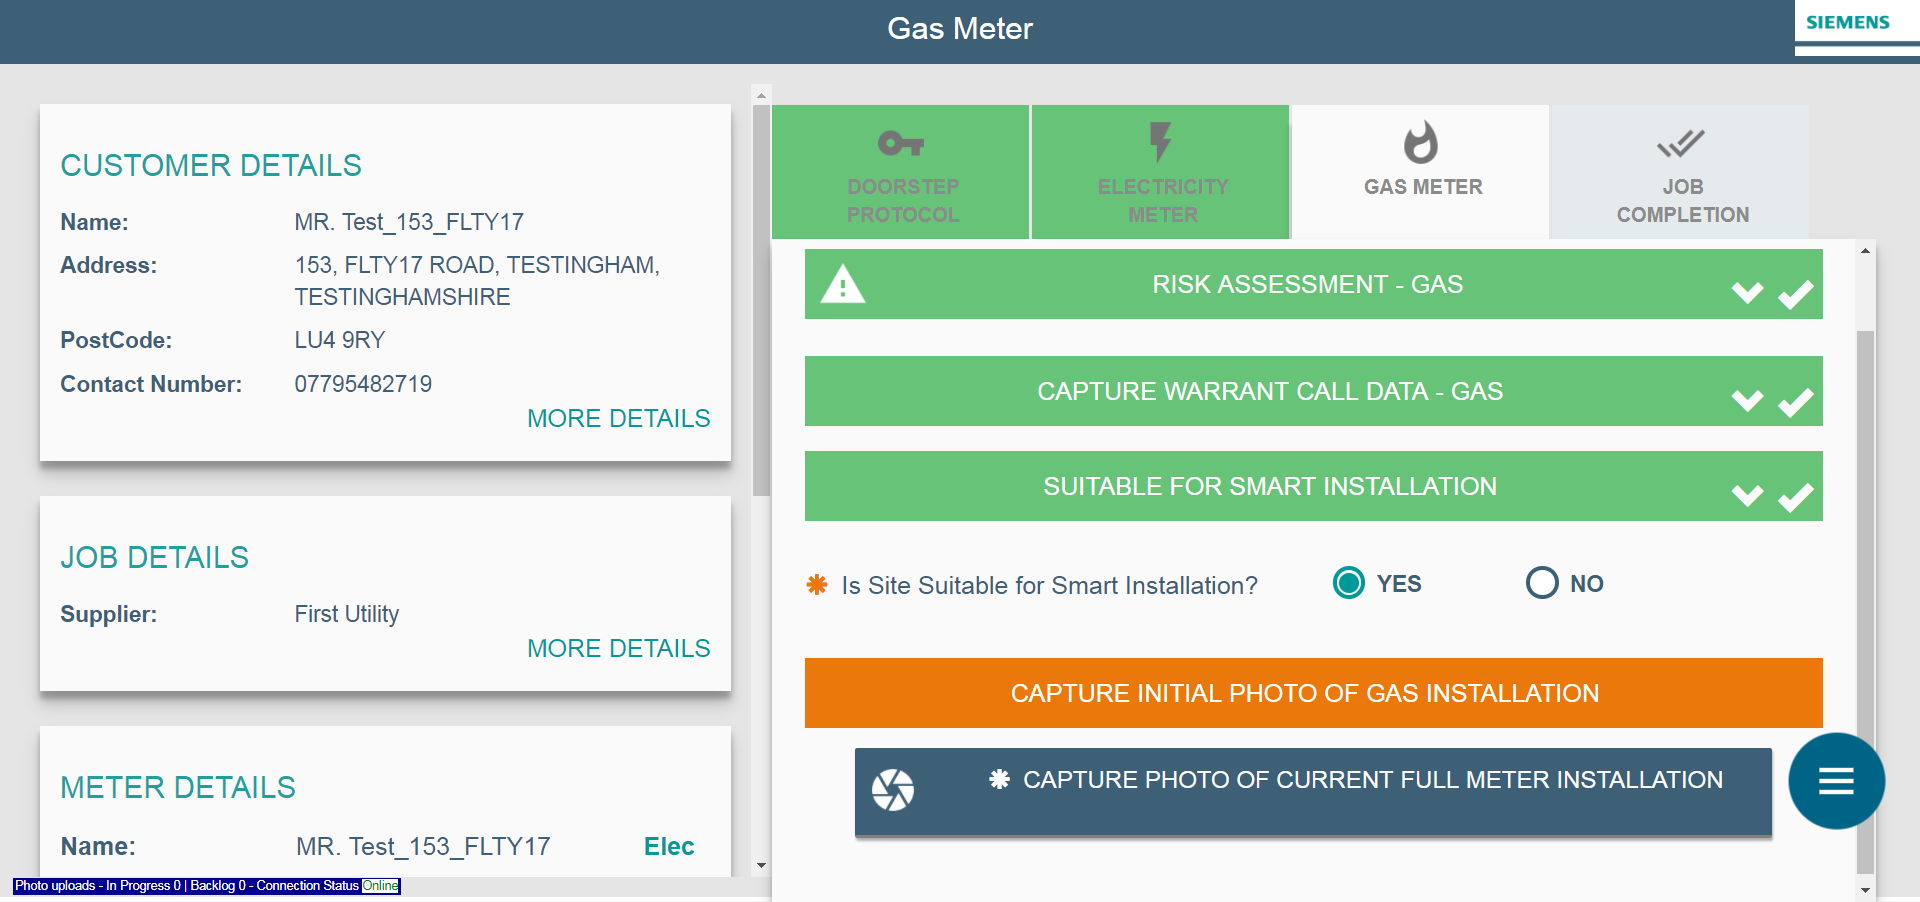 Gas Meter
SIEMENS
CUSTOMER DETAILS
Name: MR. Test_153_FLTY17
Address: 153, FLTY17 ROAD, TESTINGHAM,
TESTINGHAMSHIRE
PostCode: LU4 9RY
Contact Number: 07795482719
MORE DETAILS
JOB DETAILS
Supplier: First Utility
MORE DETAILS
METER DETAILS
Name: MR. Test_153_FLTY17 Elec
Photo uploads - In Progress 0 | Backlog 0 - Connection Status Online
DOORSTEP
PROTOCOL
ELECTRICITY
METER
GAS METER
JOB
COMPLETION
RISK ASSESSMENT - GAS
CAPTURE WARRANT CALL DATA - GAS
SUITABLE FOR SMART INSTALLATION
✱ Is Site Suitable for Smart Installation? YES NO
CAPTURE INITIAL PHOTO OF GAS INSTALLATION
✱ CAPTURE PHOTO OF CURRENT FULL METER INSTALLATION